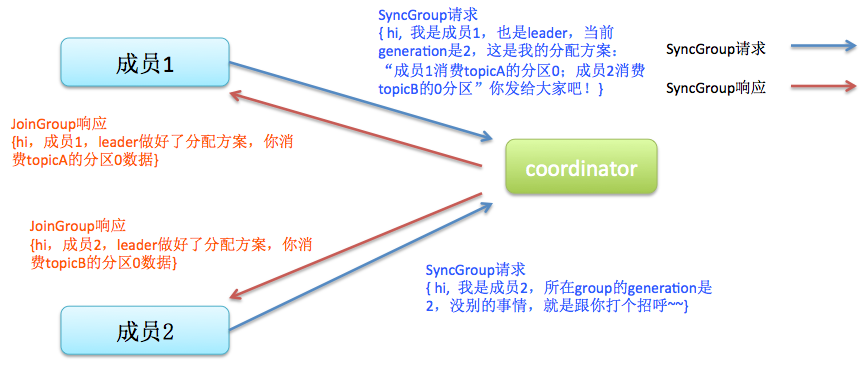 SyncGroup请求
{ hi, 我是成员1，也是leader，当前
generation是2，这是我的分配方案：
“成员1消费topicA的分区0；成员2消费
topicB的0分区”你发给大家吧！}
SyncGroup请求
SyncGroup响应
成员1
JoinGroup响应
{hi，成员1，leader做好了分配方案，你消
费topicA的分区0数据}
coordinator
JoinGroup响应
{hi，成员2，leader做好了分配方案，你消
费topicB的分区0数据}
SyncGroup请求
{ hi, 我是成员2，所在group的generation是
2，没别的事情，就是跟你打个招呼~~}
成员2